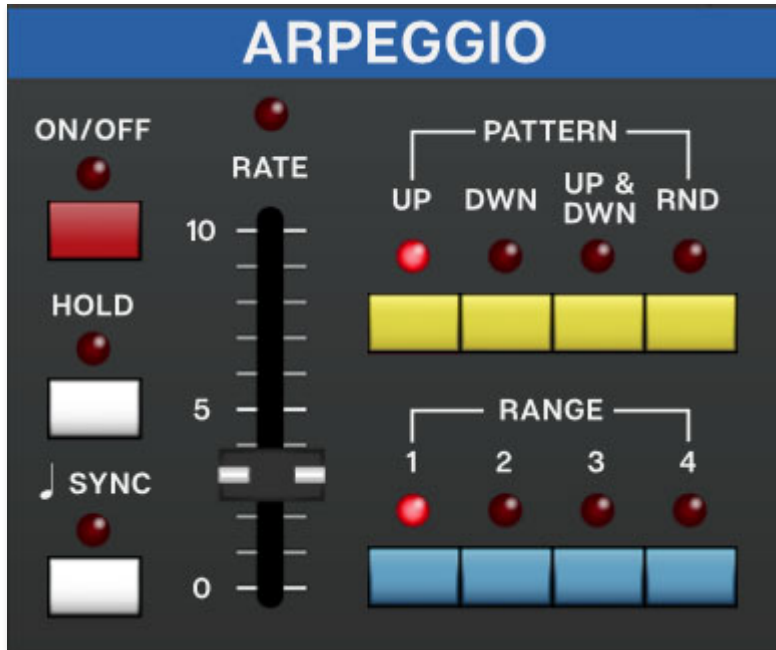 ARPEGGIO
ON/OFF
RATE
PATTERN
UP DWN UP & DWN RND
10
HOLD
5
RANGE
1 2 3 4
♩ SYNC
0